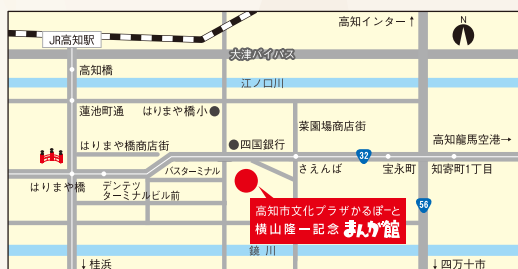 高知インター↑
N
JR高知駅
大津バイパス
高知橋
江ノ口川
蓮池町通
はりまや橋小
菜園場商店街
はりまや橋商店街
四国銀行
高知龍馬空港→
32
バスターミナル
さえんば
宝永町
知寄町1丁目
はりまや橋
デンテツ
ターミナルビル前
56
高知市文化プラザかるぽーと
横山隆一記念 まんが館
鏡川
↓桂浜
↓四万十市